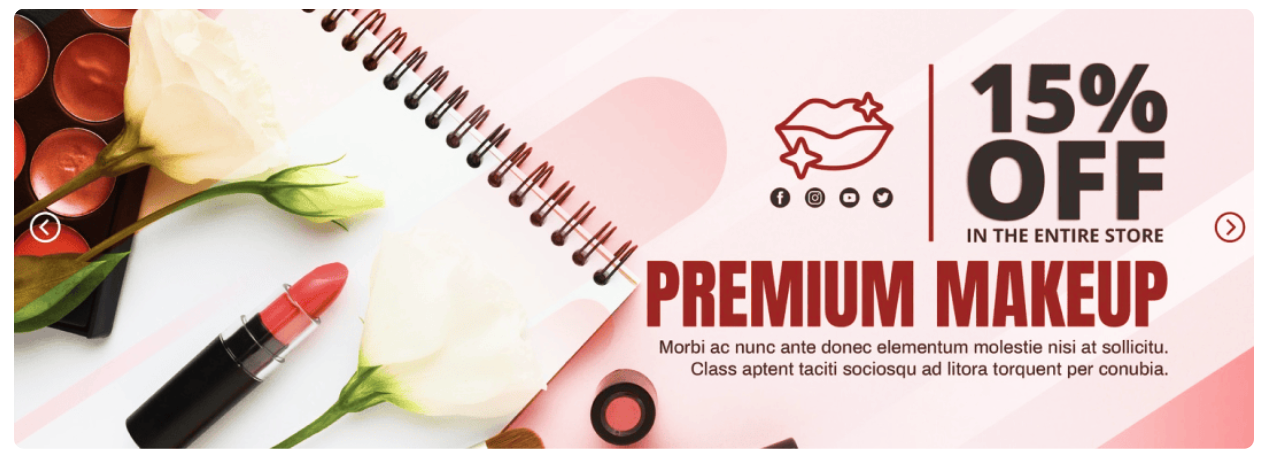 15%
OFF
IN THE ENTIRE STORE
PREMIUM MAKEUP
Morbi ac nunc ante donec elementum molestie nisi at sollicitu.
Class aptent taciti sociosqu ad litora torquent per conubia.